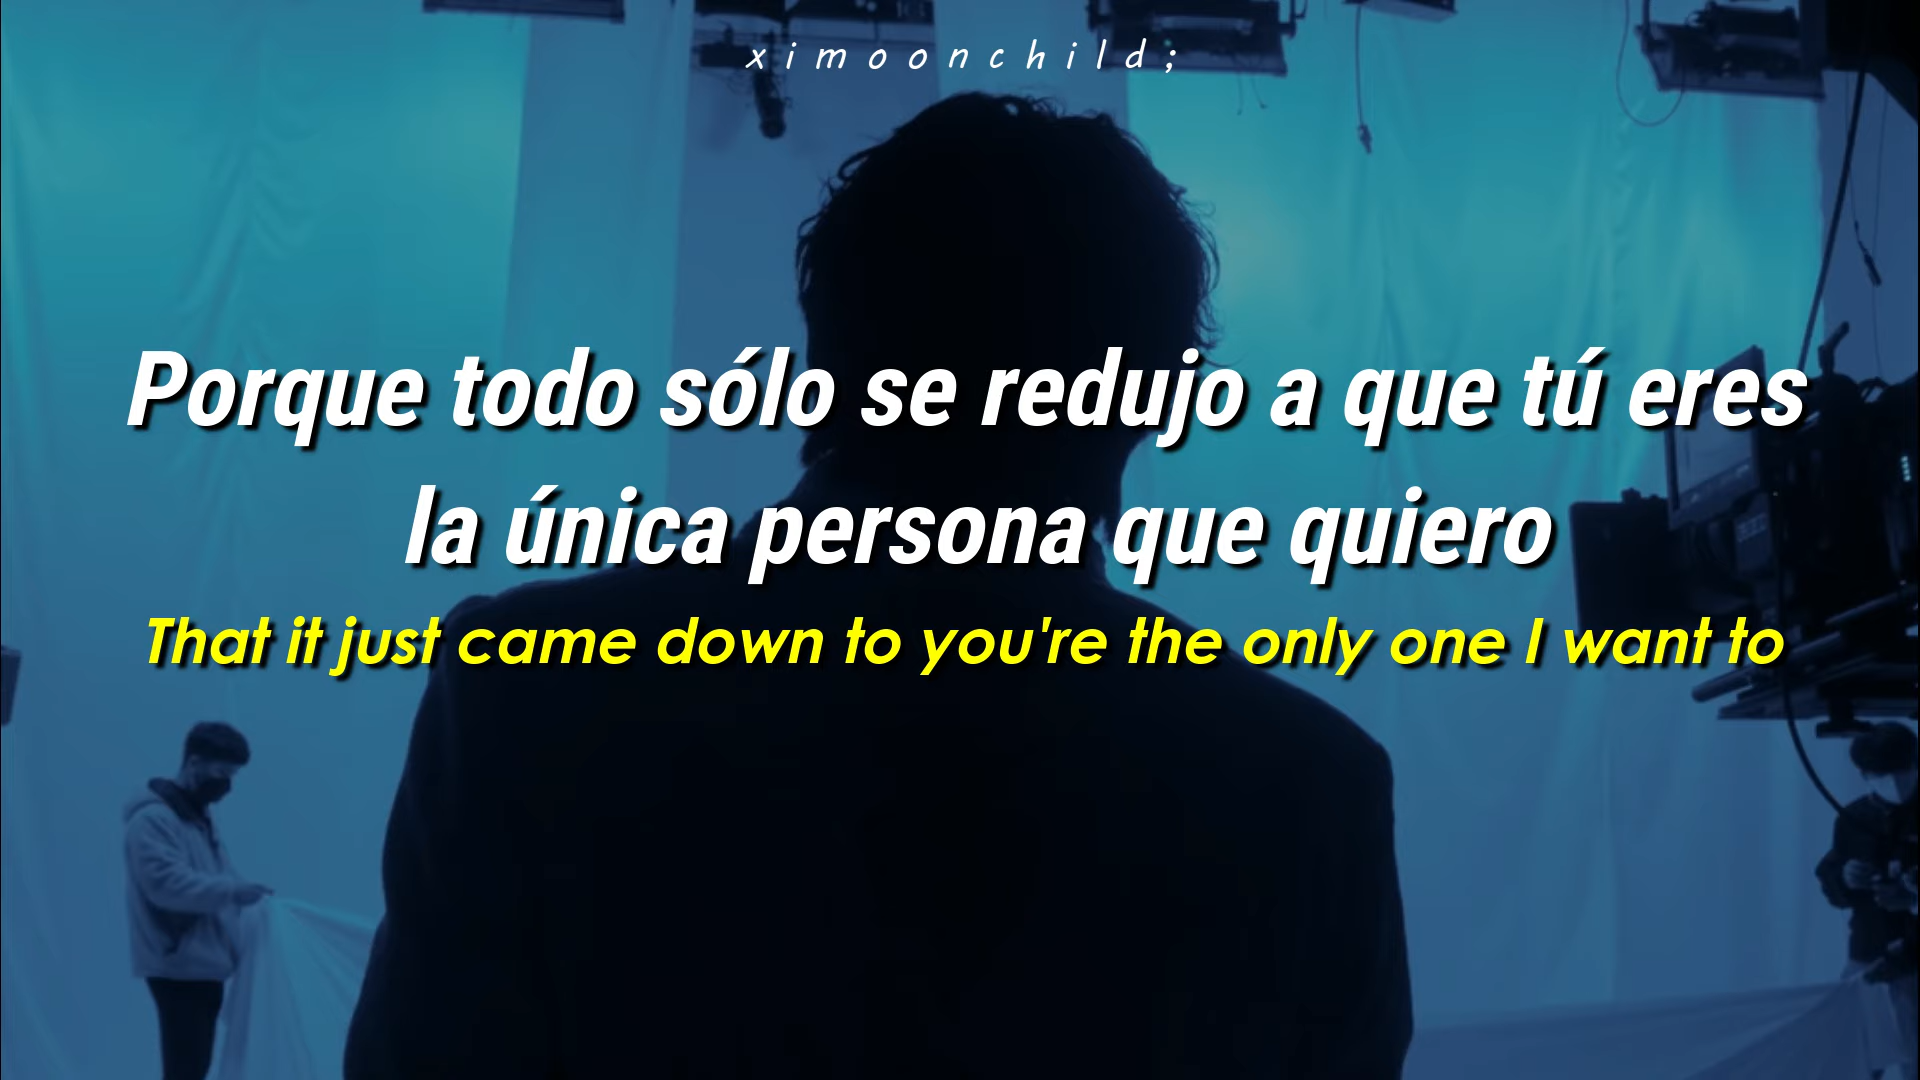 ximoonchild;
Porque todo sólo se redujo a que tú eres
la única persona que quiero
That it just came down to you're the only one I want to